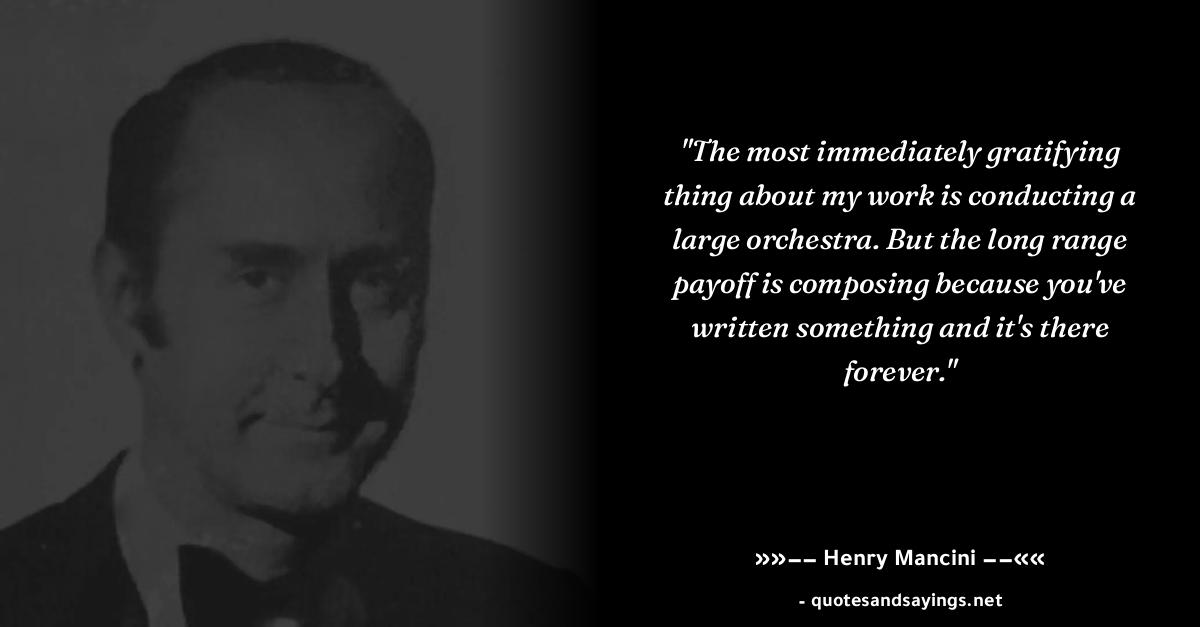 "The most immediately gratifying
thing about my work is conducting a
large orchestra. But the long range
payoff is composing because you've
written something and it's there
forever."
»»–– Henry Mancini ––««
- quotesandsayings.net